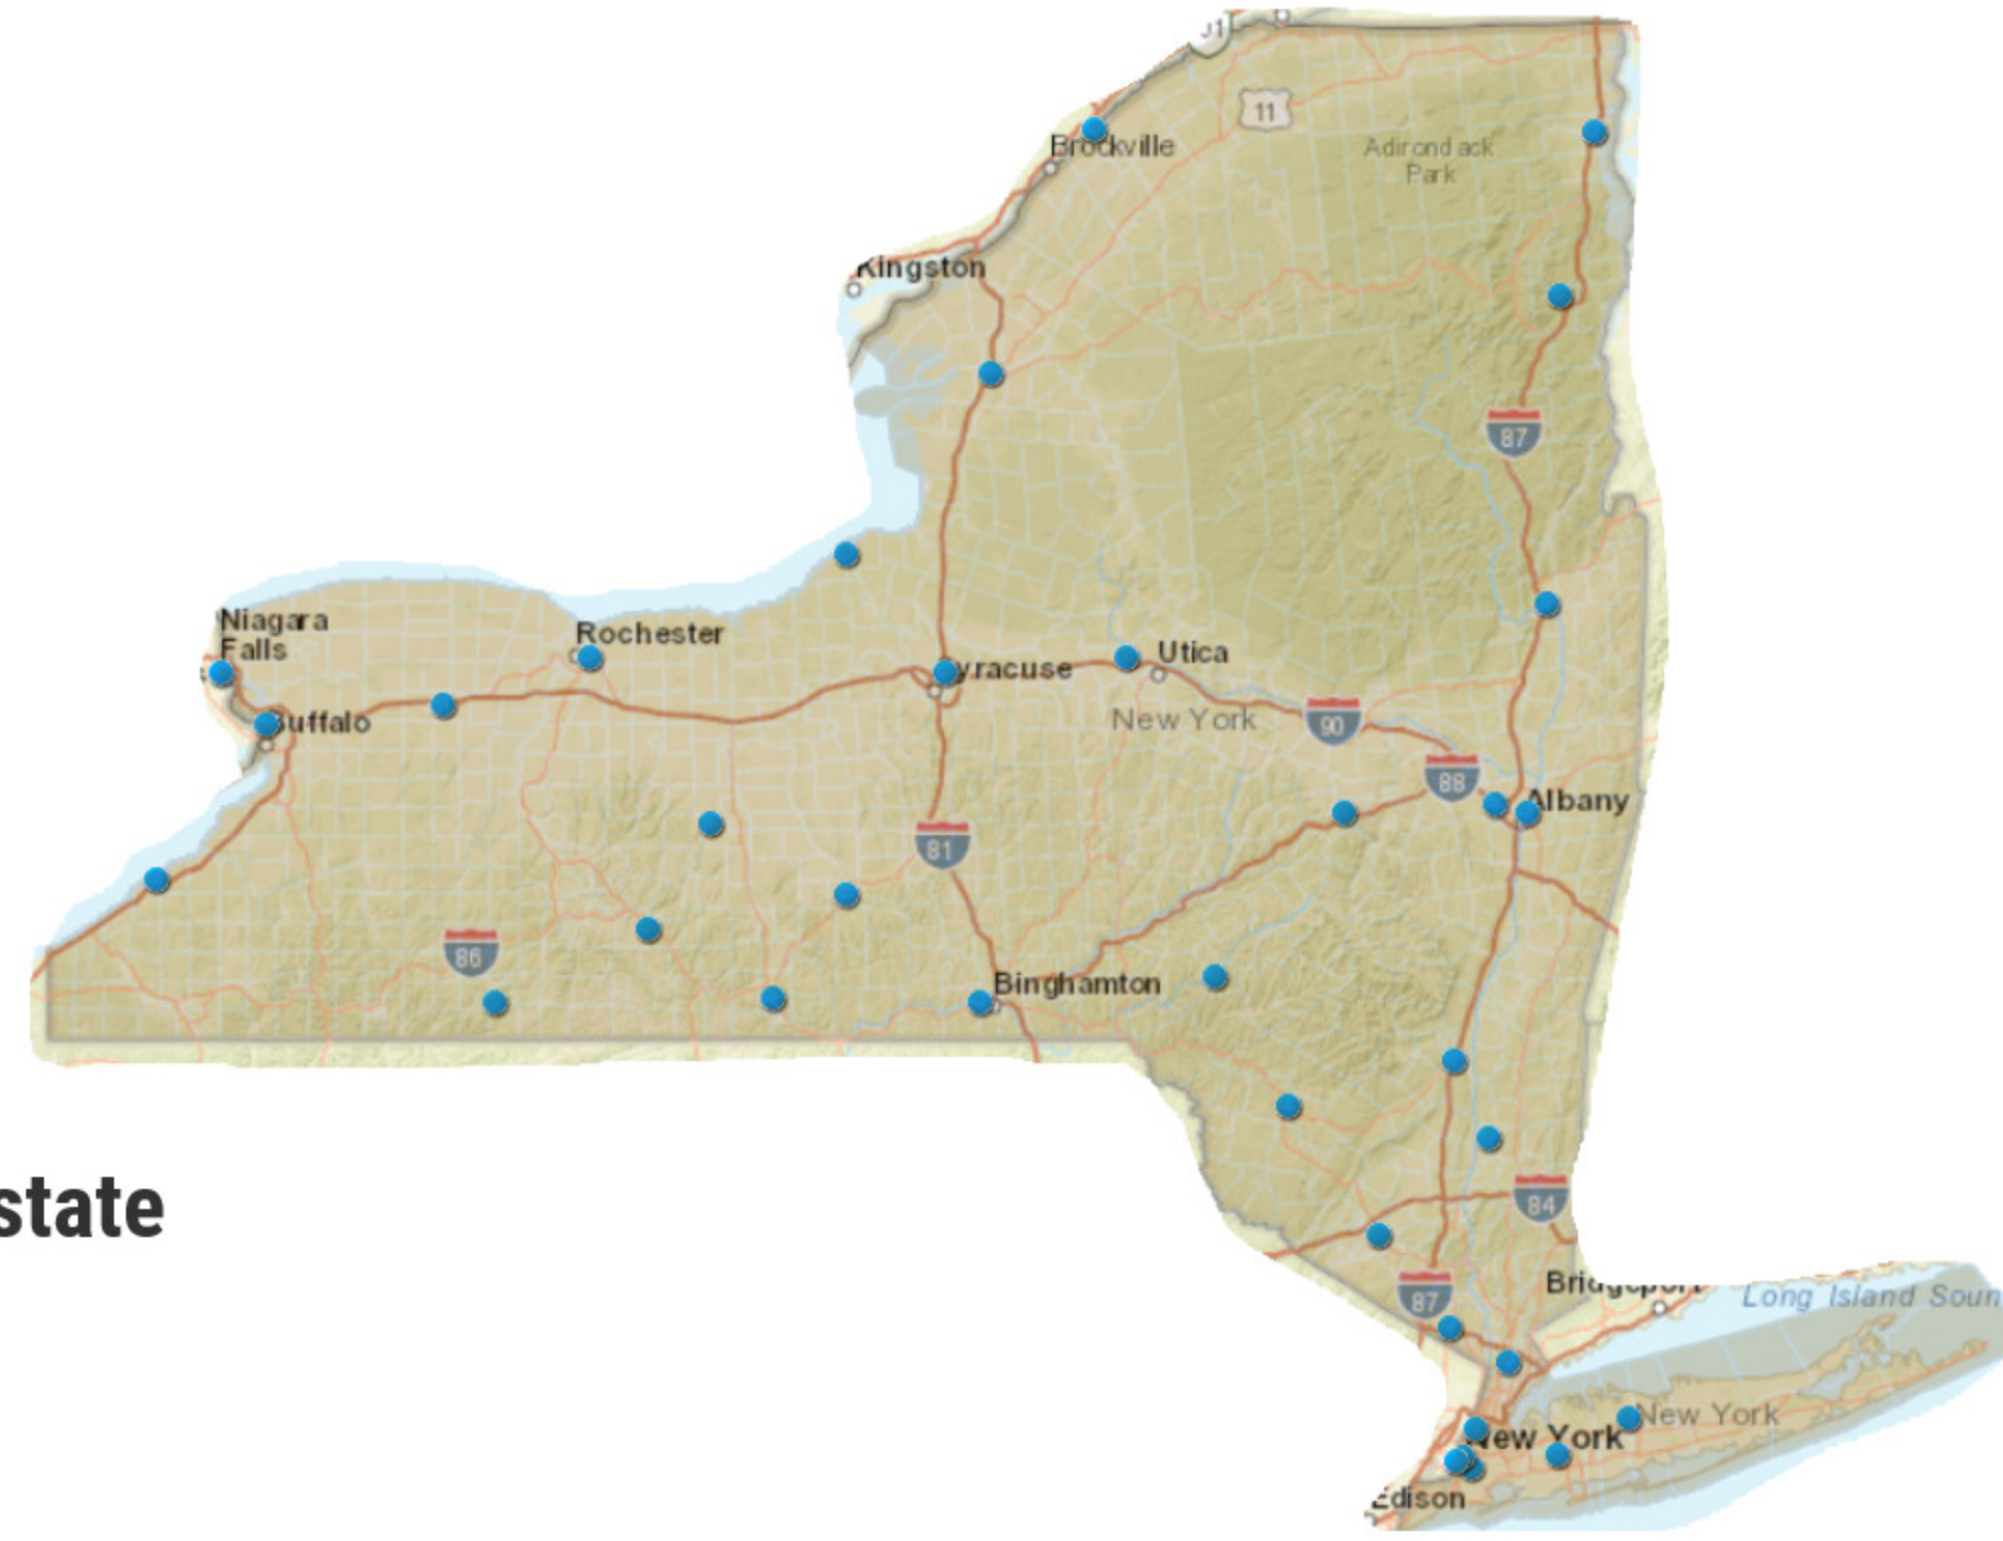 11
Brockville
Adirondack
Park
Kingston
87
Niagara
Falls
Rochester
Utica
Syracuse
Buffalo
New York
90
88
Albany
81
86
Binghamton
state
84
87
Bridgeport
Long Island Soun
New York
New York
Edison